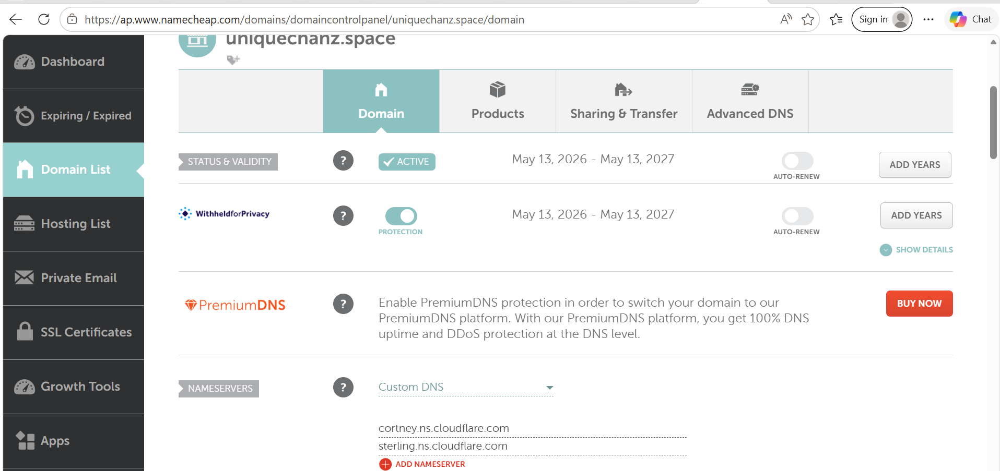 https://ap.www.namecheap.com/domains/domaincontrolpanel/uniquechanz.space/domain
Sign in
Chat
Dashboard
Expiring / Expired
Domain List
Hosting List
Private Email
SSL Certificates
Growth Tools
Apps
uniquechanz.space
Domain
Products
Sharing & Transfer
Advanced DNS
STATUS & VALIDITY
?
ACTIVE
May 13, 2026 - May 13, 2027
AUTO-RENEW
ADD YEARS
WithheldforPrivacy
?
PROTECTION
May 13, 2026 - May 13, 2027
AUTO-RENEW
ADD YEARS
SHOW DETAILS
PremiumDNS
?
Enable PremiumDNS protection in order to switch your domain to our
PremiumDNS platform. With our PremiumDNS platform, you get 100% DNS
uptime and DDoS protection at the DNS level.
BUY NOW
NAMESERVERS
?
Custom DNS
cortney.ns.cloudflare.com
sterling.ns.cloudflare.com
ADD NAMESERVER